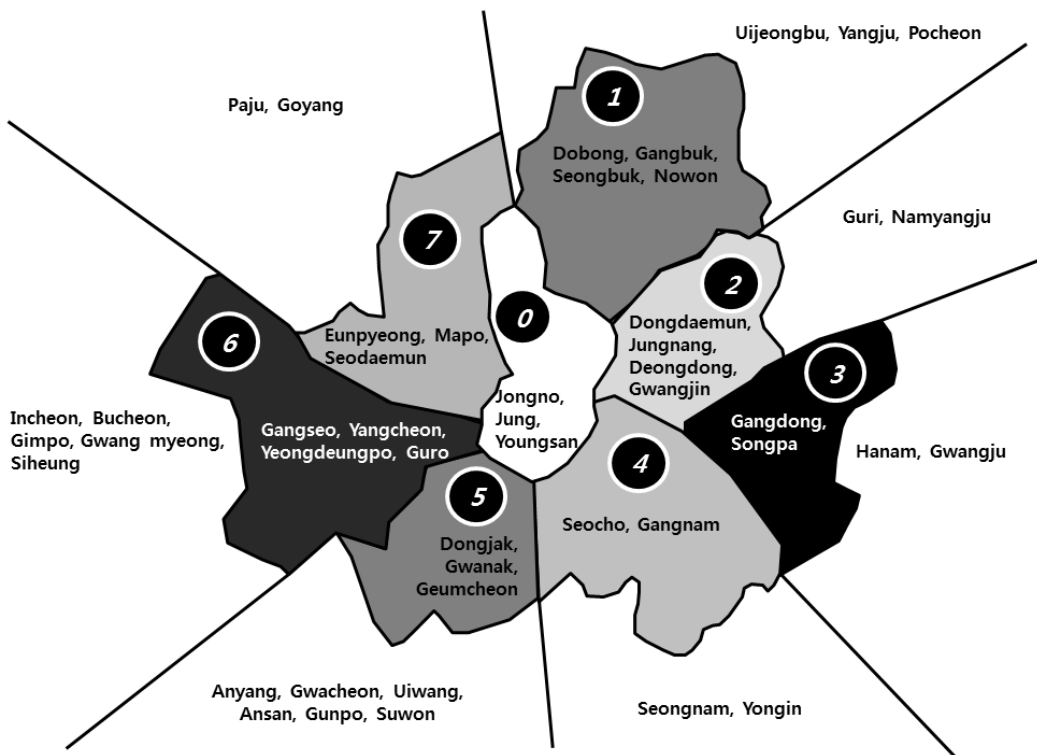 Uijeongbu, Yangju, Pocheon
Paju, Goyang
1
Dobong, Gangbuk,
Seongbuk, Nowon
Guri, Namyangju
7
2
0
Eunpyeong, Mapo,
Seodaemun
Dongdaemun,
Jungnang,
Deongdong,
Gwangjin
6
3
Incheon, Bucheon,
Gimpo, Gwang myeong,
Siheung
Gangseo, Yangcheon,
Yeongdeungpo, Guro
Jongno,
Jung,
Youngsan
Gangdong,
Songpa
Hanam, Gwangju
5
4
Dongjak,
Gwanak,
Geumcheon
Seocho, Gangnam
Anyang, Gwacheon, Uiwang,
Ansan, Gunpo, Suwon
Seongnam, Yongin